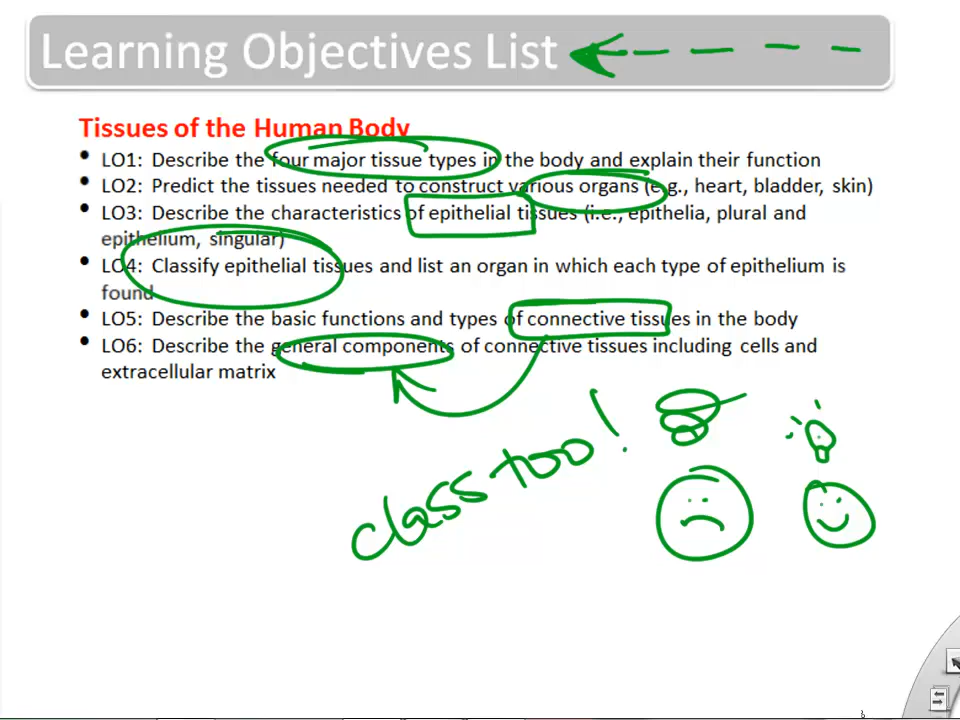 Learning Objectives List
Tissues of the Human Body
• LO1: Describe the four major tissue types in the body and explain their function
• LO2: Predict the tissues needed to construct various organs (e.g., heart, bladder, skin)
• LO3: Describe the characteristics of epithelial tissues (i.e., epithelia, plural and
epithelium, singular)
• LO4: Classify epithelial tissues and list an organ in which each type of epithelium is
found
• LO5: Describe the basic functions and types of connective tissues in the body
• LO6: Describe the general components of connective tissues including cells and
extracellular matrix
class too!